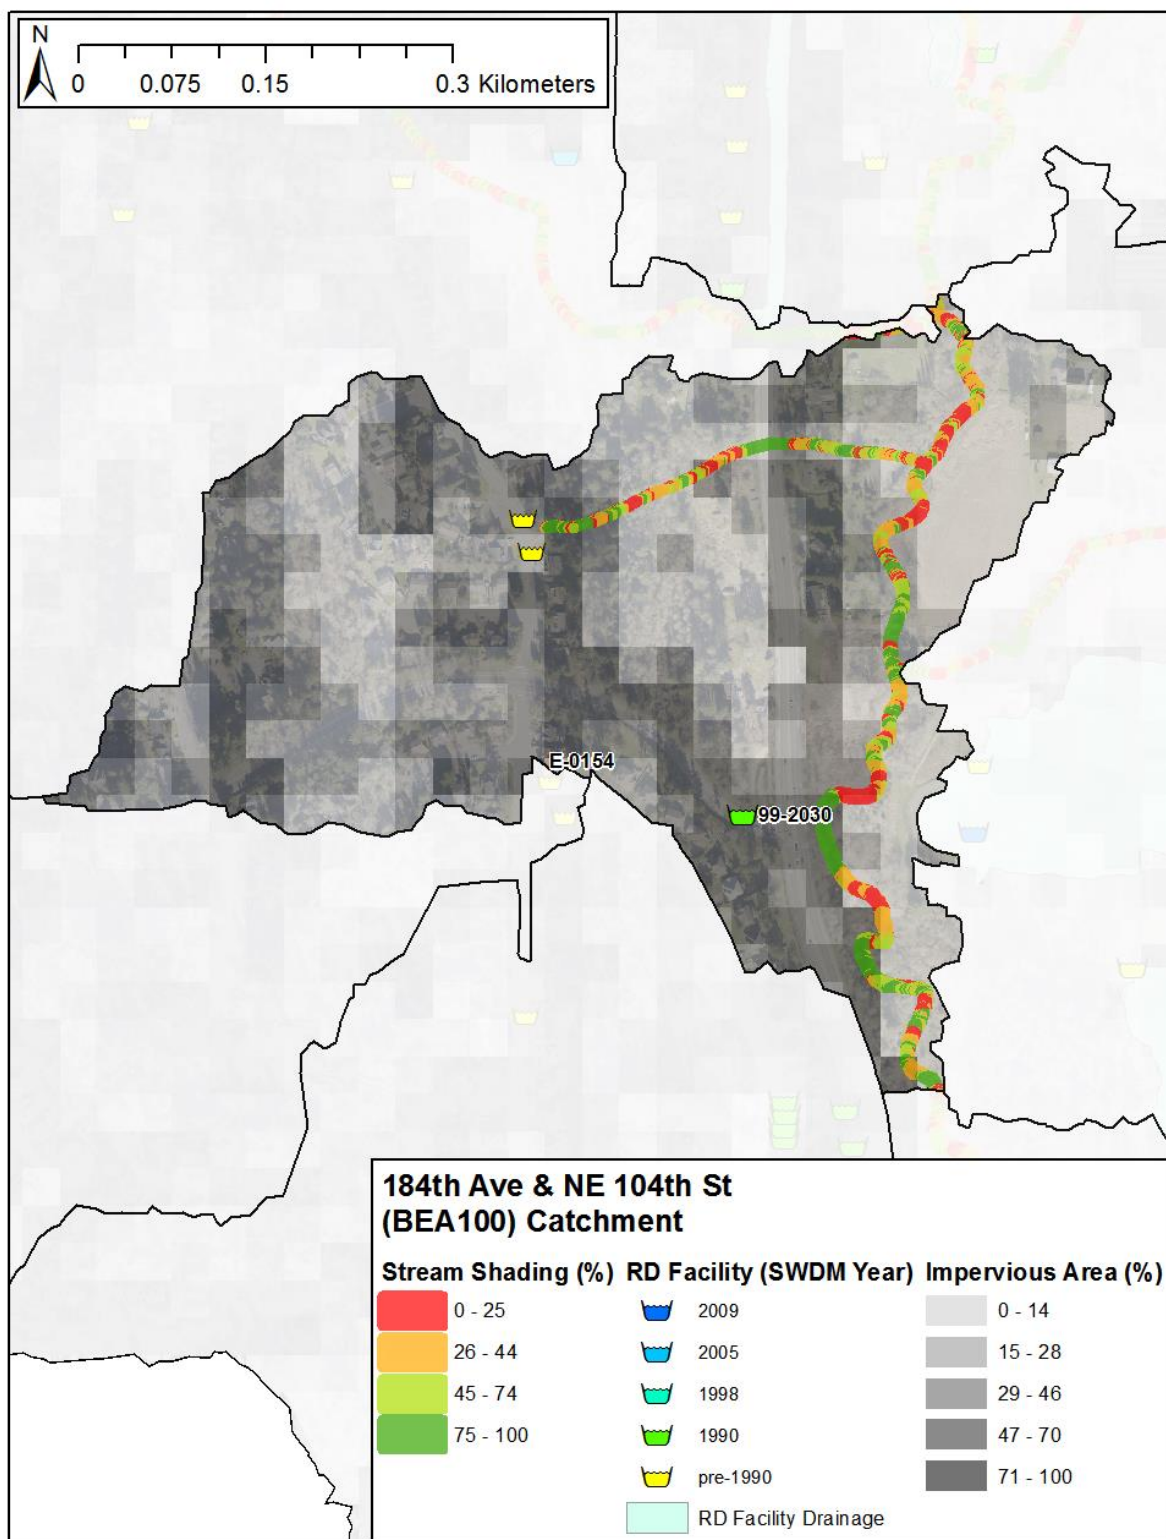 N
0 0.075 0.15 0.3 Kilometers
E-0154
99-2030
184th Ave & NE 104th St
(BEA100) Catchment
Stream Shading (%) RD Facility (SWDM Year) Impervious Area (%)
0 - 25 2009 0 - 14
26 - 44 2005 15 - 28
45 - 74 1998 29 - 46
75 - 100 1990 47 - 70
pre-1990 71 - 100
RD Facility Drainage